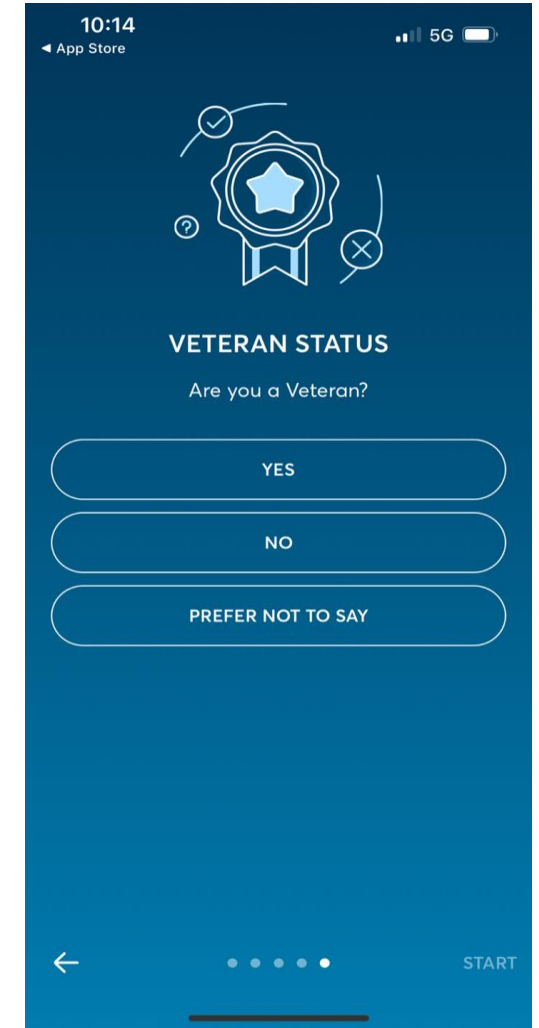 10:14
5G
◀ App Store
?
VETERAN STATUS
Are you a Veteran?
YES
NO
PREFER NOT TO SAY
START